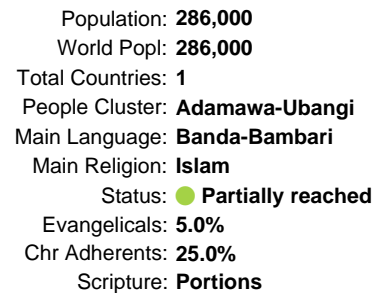 Population: 286,000
World Popl: 286,000
Total Countries: 1
People Cluster: Adamawa-Ubangi
Main Language: Banda-Bambari
Main Religion: Islam
Status: Partially reached
Evangelicals: 5.0%
Chr Adherents: 25.0%
Scripture: Portions